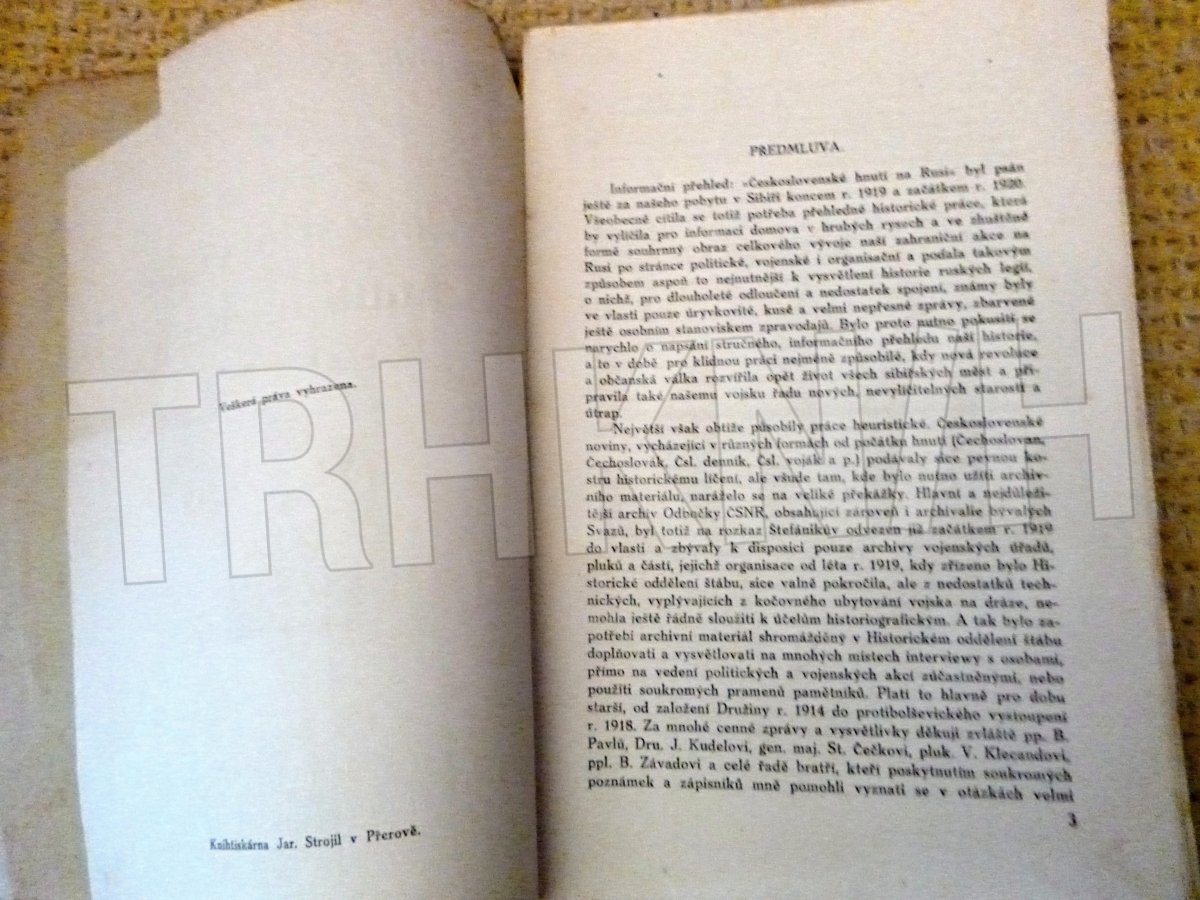 Veškerá práva vyhrazena.
Knihtiskárna Jar. Strojil v Přerově.
PŘEDMLUVA.
Informační přehled: »Československé hnutí na Rusi« byl psán
ještě za našeho pobytu v Sibiři koncem r. 1919 a začátkem r. 1920.
Všeobecně cítila se totiž potřeba přehledné historické práce, která
by vylíčila pro informaci domova v hrubých rysech a ve zhuštěné
formě souhrnný obraz celkového vývoje naší zahraniční akce na
Rusi po stránce politické, vojenské i organisační a podala takovým
způsobem aspoň to nejnutnější k vysvětlení historie ruských legií,
o nichž, pro dlouholeté odloučení a nedostatek spojení, známy byly
ve vlasti pouze úryvkovité, kusé a velmi nepřesné zprávy, zbarvené
ještě osobním stanoviskem zpravodajů. Bylo proto nutno pokusiti se
narychlo o napsání stručného, informačního přehledu naší historie,
a to v době pro klidnou práci nejméně způsobilé, kdy nová revoluce
a občanská válka rozvířila opět život všech sibiřských měst a při-
pravila také našemu vojsku řadu nových, nevylíčitelných starostí a
útrap.
Největší však obtíže působily práce heuristické. Československé
noviny, vycházející v různých formách od počátku hnutí (Čechoslovan,
Čechoslovák, Čsl. denník, Čsl. voják a p.) podávaly sice pevnou ko-
stru historickému líčení, ale všude tam, kde bylo nutno užíti archiv-
ního materiálu, naráželo se na veliké překážky. Hlavní a nejdůleži-
tější archiv Odbočky ČSNR, obsahující zároveň i archivalie bývalých
Svazů, byl totiž na rozkaz Štefánikův odvezen již začátkem r. 1919
do vlasti a zbývaly k disposici pouze archivy vojenských úřadů,
pluků a částí, jejichž organisace od léta r. 1919, kdy zřízeno bylo Hi-
storické oddělení štábu, sice valně pokročila, ale z nedostatků tech-
nických, vyplývajících z kočovného ubytování vojska na dráze, ne-
mohla ještě řádně sloužiti k účelům historiografickým. A tak bylo za-
potřebí archivní materiál shromážděný v Historickém oddělení štábu
doplňovati a vysvětlovati na mnohých místech interviewy s osobami,
přímo na vedení politických a vojenských akcí zúčastněnými, nebo
použíti soukromých pramenů pamětníků. Platí to hlavně pro dobu
starší, od založení Družiny r. 1914 do protibolševického vystoupení
r. 1918. Za mnohé cenné zprávy a vysvětlivky děkuji zvláště pp. B.
Pavlů, Dru. J. Kudelovi, gen. maj. St. Čečkovi, pluk. V. Klecandovi,
ppl. B. Závadovi a celé řadě bratří, kteří poskytnutím soukromých
poznámek a zápisníků mně pomohli vyznati se v otázkách velmi
3
TRHKNIH